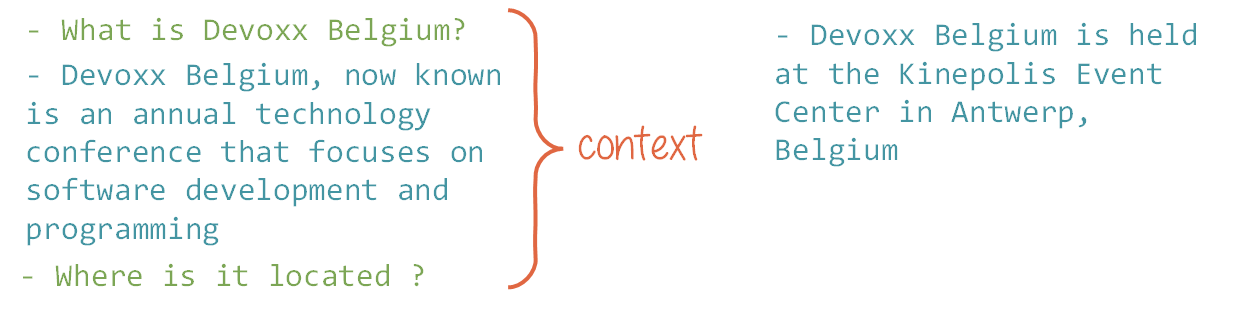 - What is Devoxx Belgium?
- Devoxx Belgium, now known
is an annual technology
conference that focuses on
software development and
programming
- Where is it located ?
context
- Devoxx Belgium is held
at the Kinepolis Event
Center in Antwerp,
Belgium